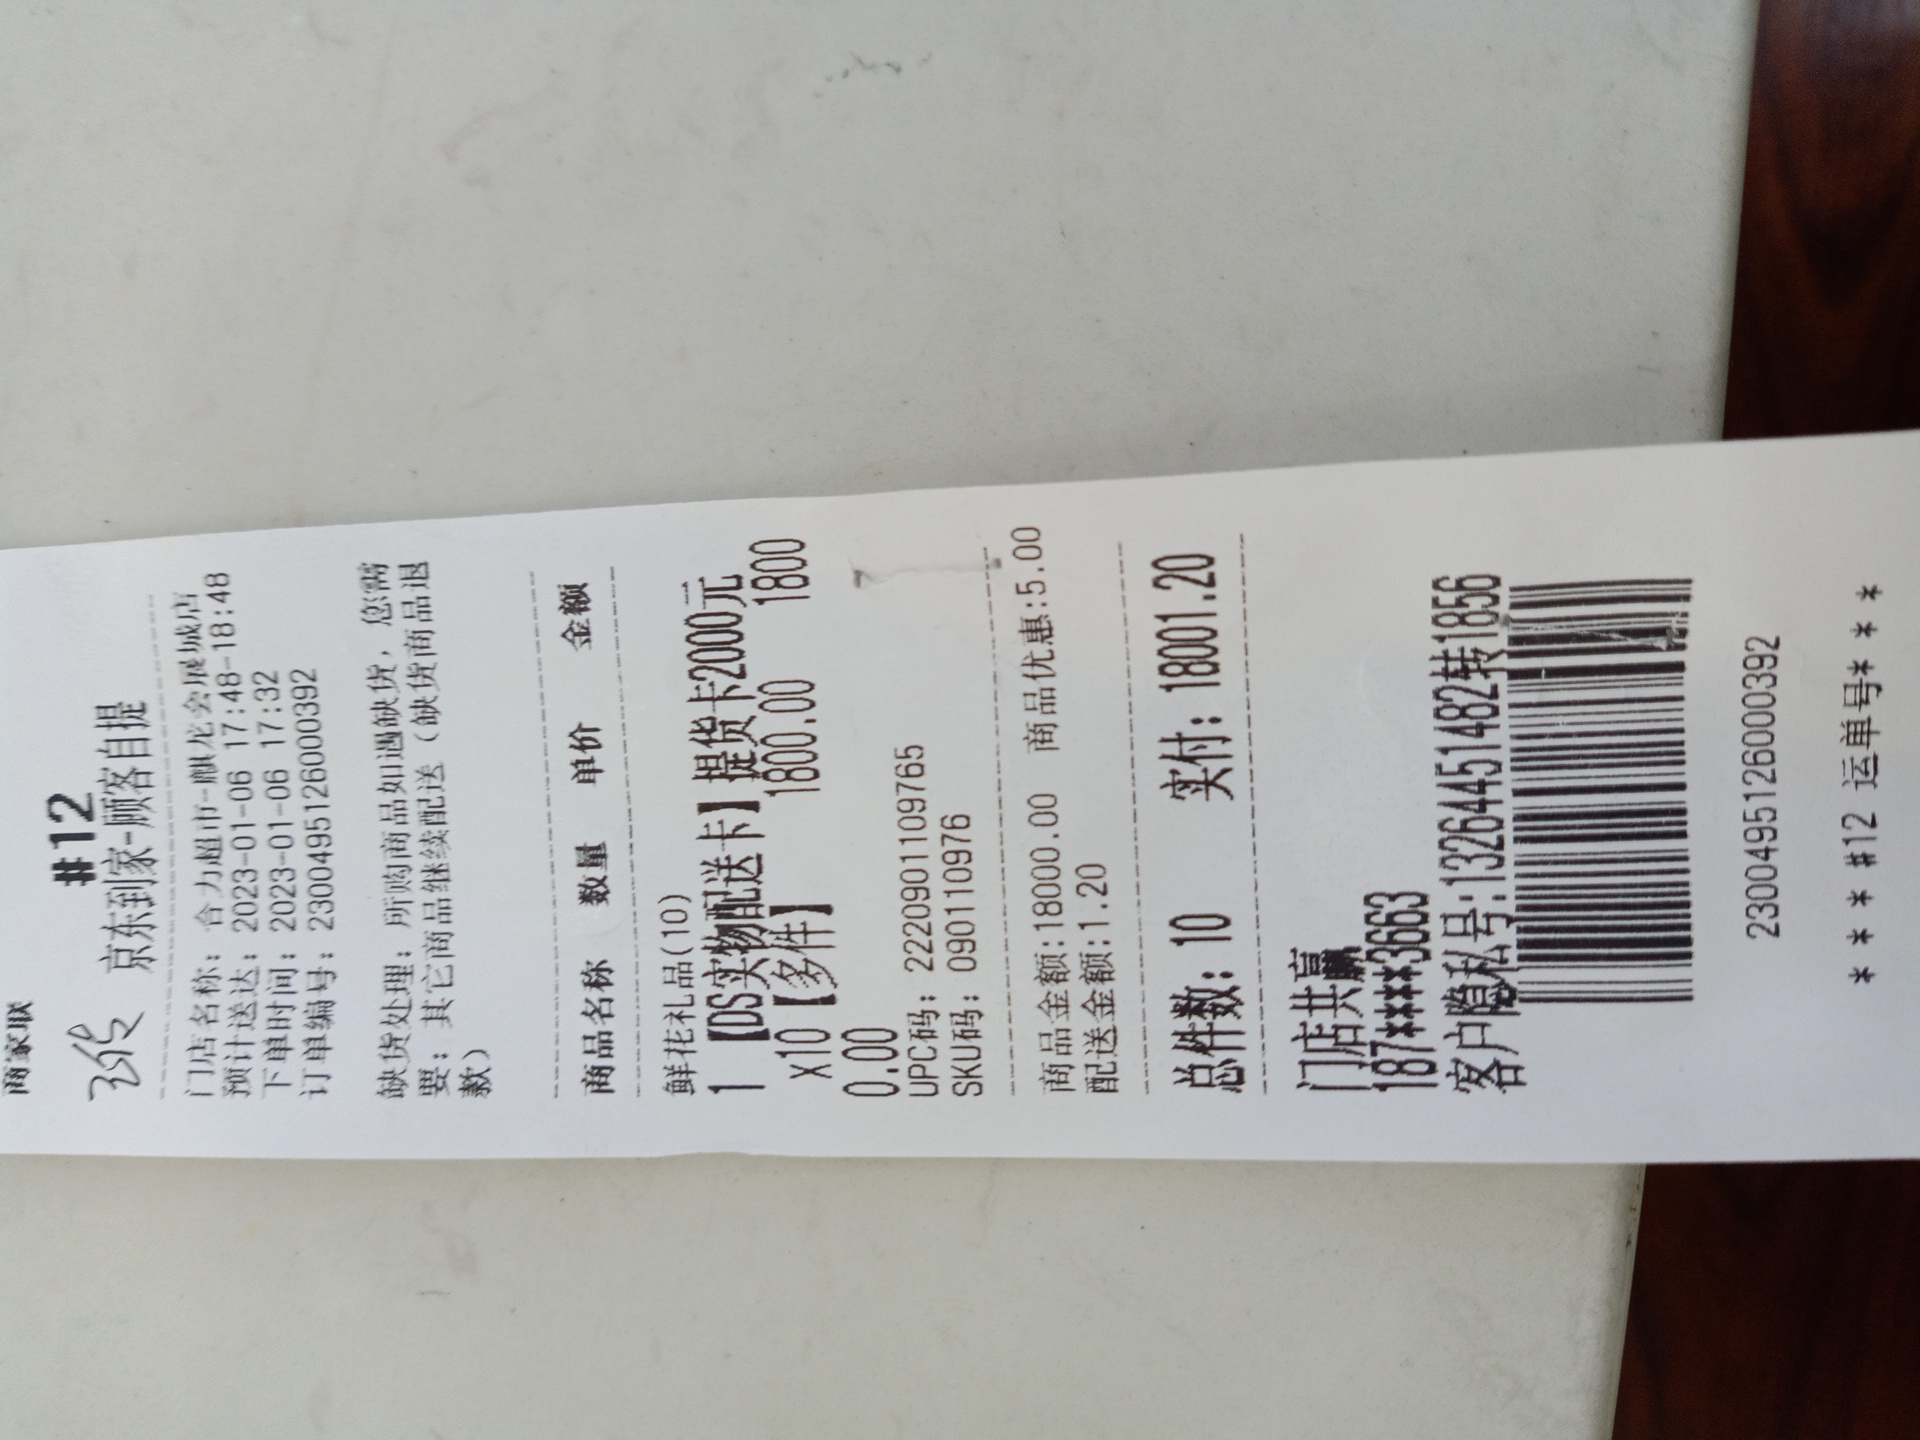 商家联
#12
京东到家-顾客自提
门店名称: 合力超市-麒龙会展城店
预计送达: 2023-01-06 17:48-18:48
下单时间: 2023-01-06 17:32
订单编号: 2300495126000392
缺货处理: 所购商品如遇缺货, 您需
要: 其它商品继续配送 (缺货商品退
款)
商品名称 数量 单价 金额
鲜花礼品(10)
1 【DS实物配送卡】提货卡2000元
x10【多件】 1800.00 1800
0.00
UPC码: 2220901109765
SKU码: 090110976
商品金额:18000.00 商品优惠:5.00
配送金额:1.20
总件数: 10 实付: 18001.20
门店共赢
187****3663
客户隐私号:13264451482转1856
2300495126000392
* * * #12 运单号* * *